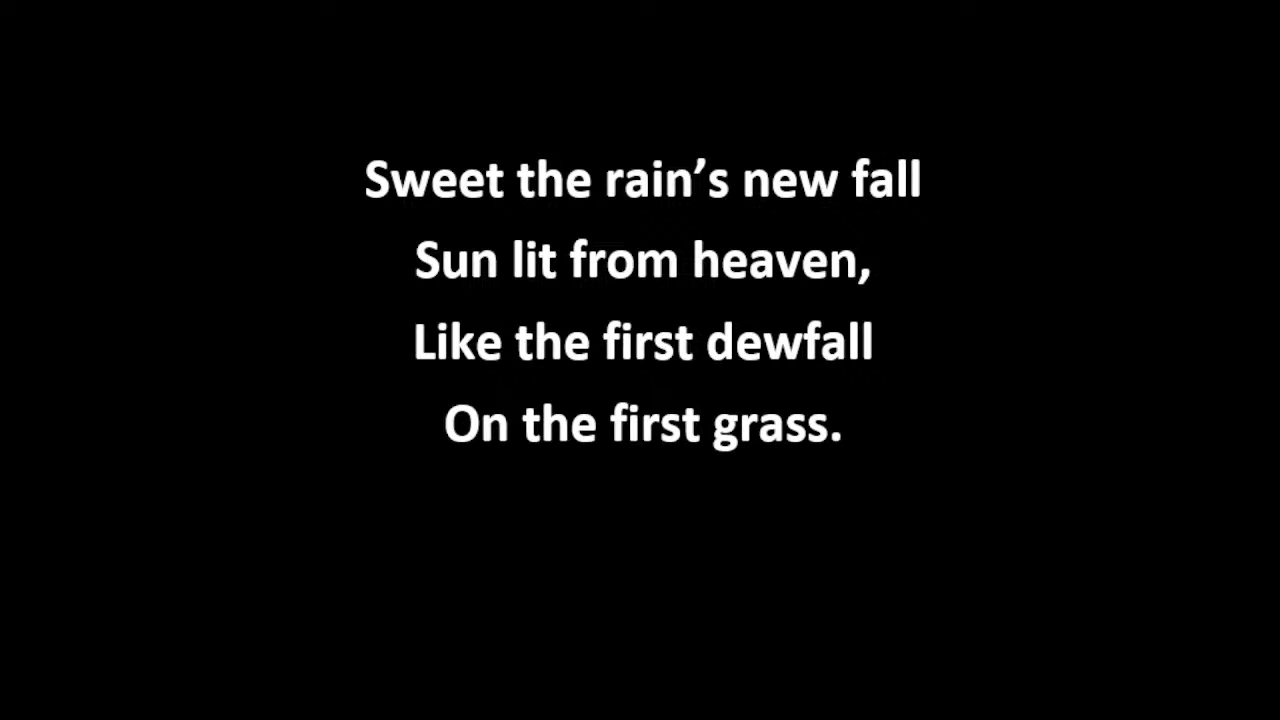 Sweet the rain’s new fall
Sun lit from heaven,
Like the first dewfall
On the first grass.